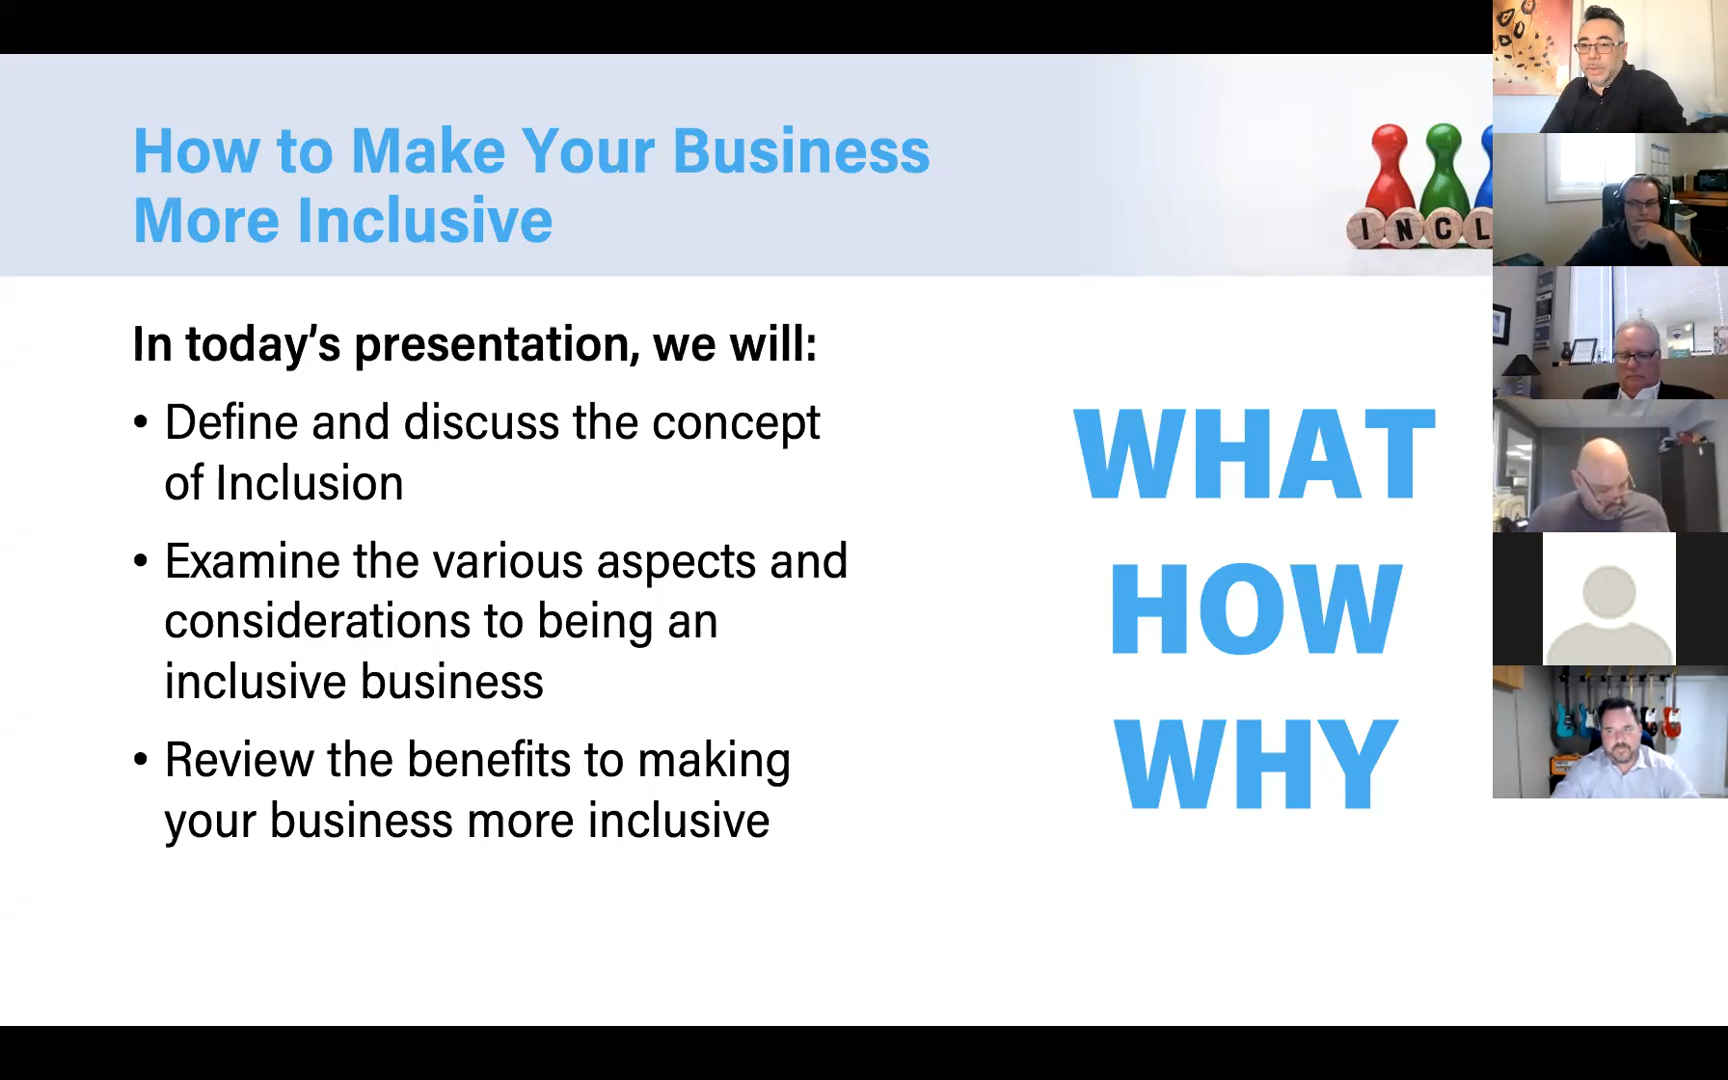 How to Make Your Business
More Inclusive
INCL
In today’s presentation, we will:
• Define and discuss the concept
of Inclusion
• Examine the various aspects and
considerations to being an
inclusive business
• Review the benefits to making
your business more inclusive
WHAT
HOW
WHY